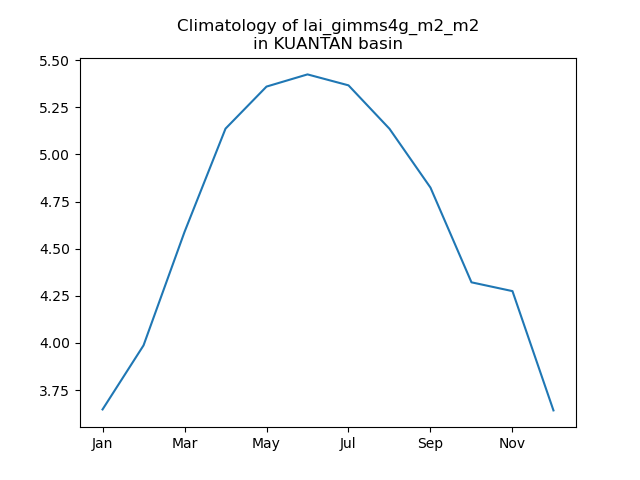 Climatology of lai_gimms4g_m2_m2
in KUANTAN basin
5.50
5.25
5.00
4.75
4.50
4.25
4.00
3.75
Jan Mar May Jul Sep Nov